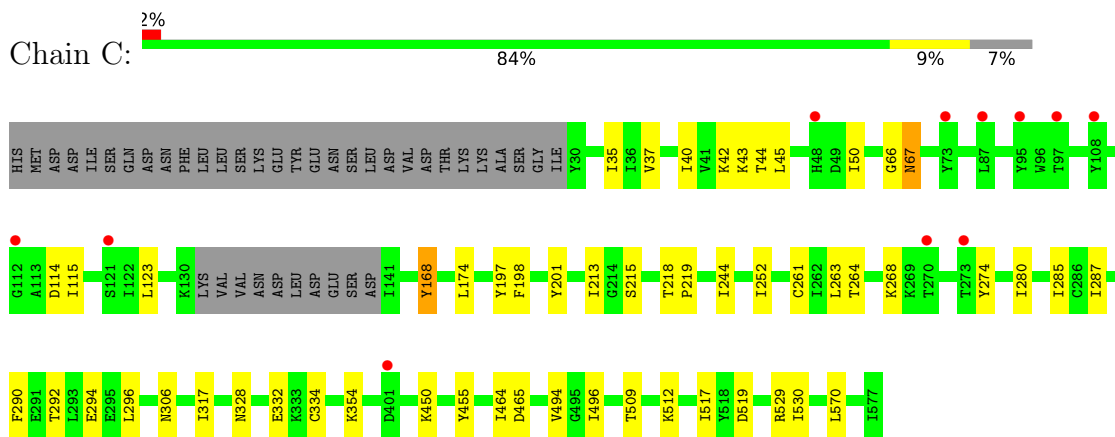 2%
Chain C:
84% 9% 7%
HIS MET ASP ASP ILE SER GLN ASP ASN PHE LEU LEU SER LYS GLU TYR GLU ASN SER LEU ASP VAL ASP THR LYS LYS ALA SER GLY ILE Y30 I35 I36 V37 I40 V41 K42 K43 T44 L45 H48 D49 I50 G66 N67 Y73 L87 Y95 W96 T97 Y108
G112 A113 D114 I115 S121 I122 L123 K130 LYS VAL VAL ASN ASP LEU ASP GLU SER ASP I141 Y168 L174 Y197 F198 Y201 I213 G214 S215 T218 P219 I244 I252 C261 I262 L263 T264 K268 K269 T270 T273 Y274 I280 I285 C286 I287
F290 E291 T292 L293 E294 E295 L296 N306 I317 N328 E332 K333 C334 K354 D401 K450 Y455 I464 D465 V494 G495 I496 T509 K512 I517 Y518 D519 R529 I530 L570 I577